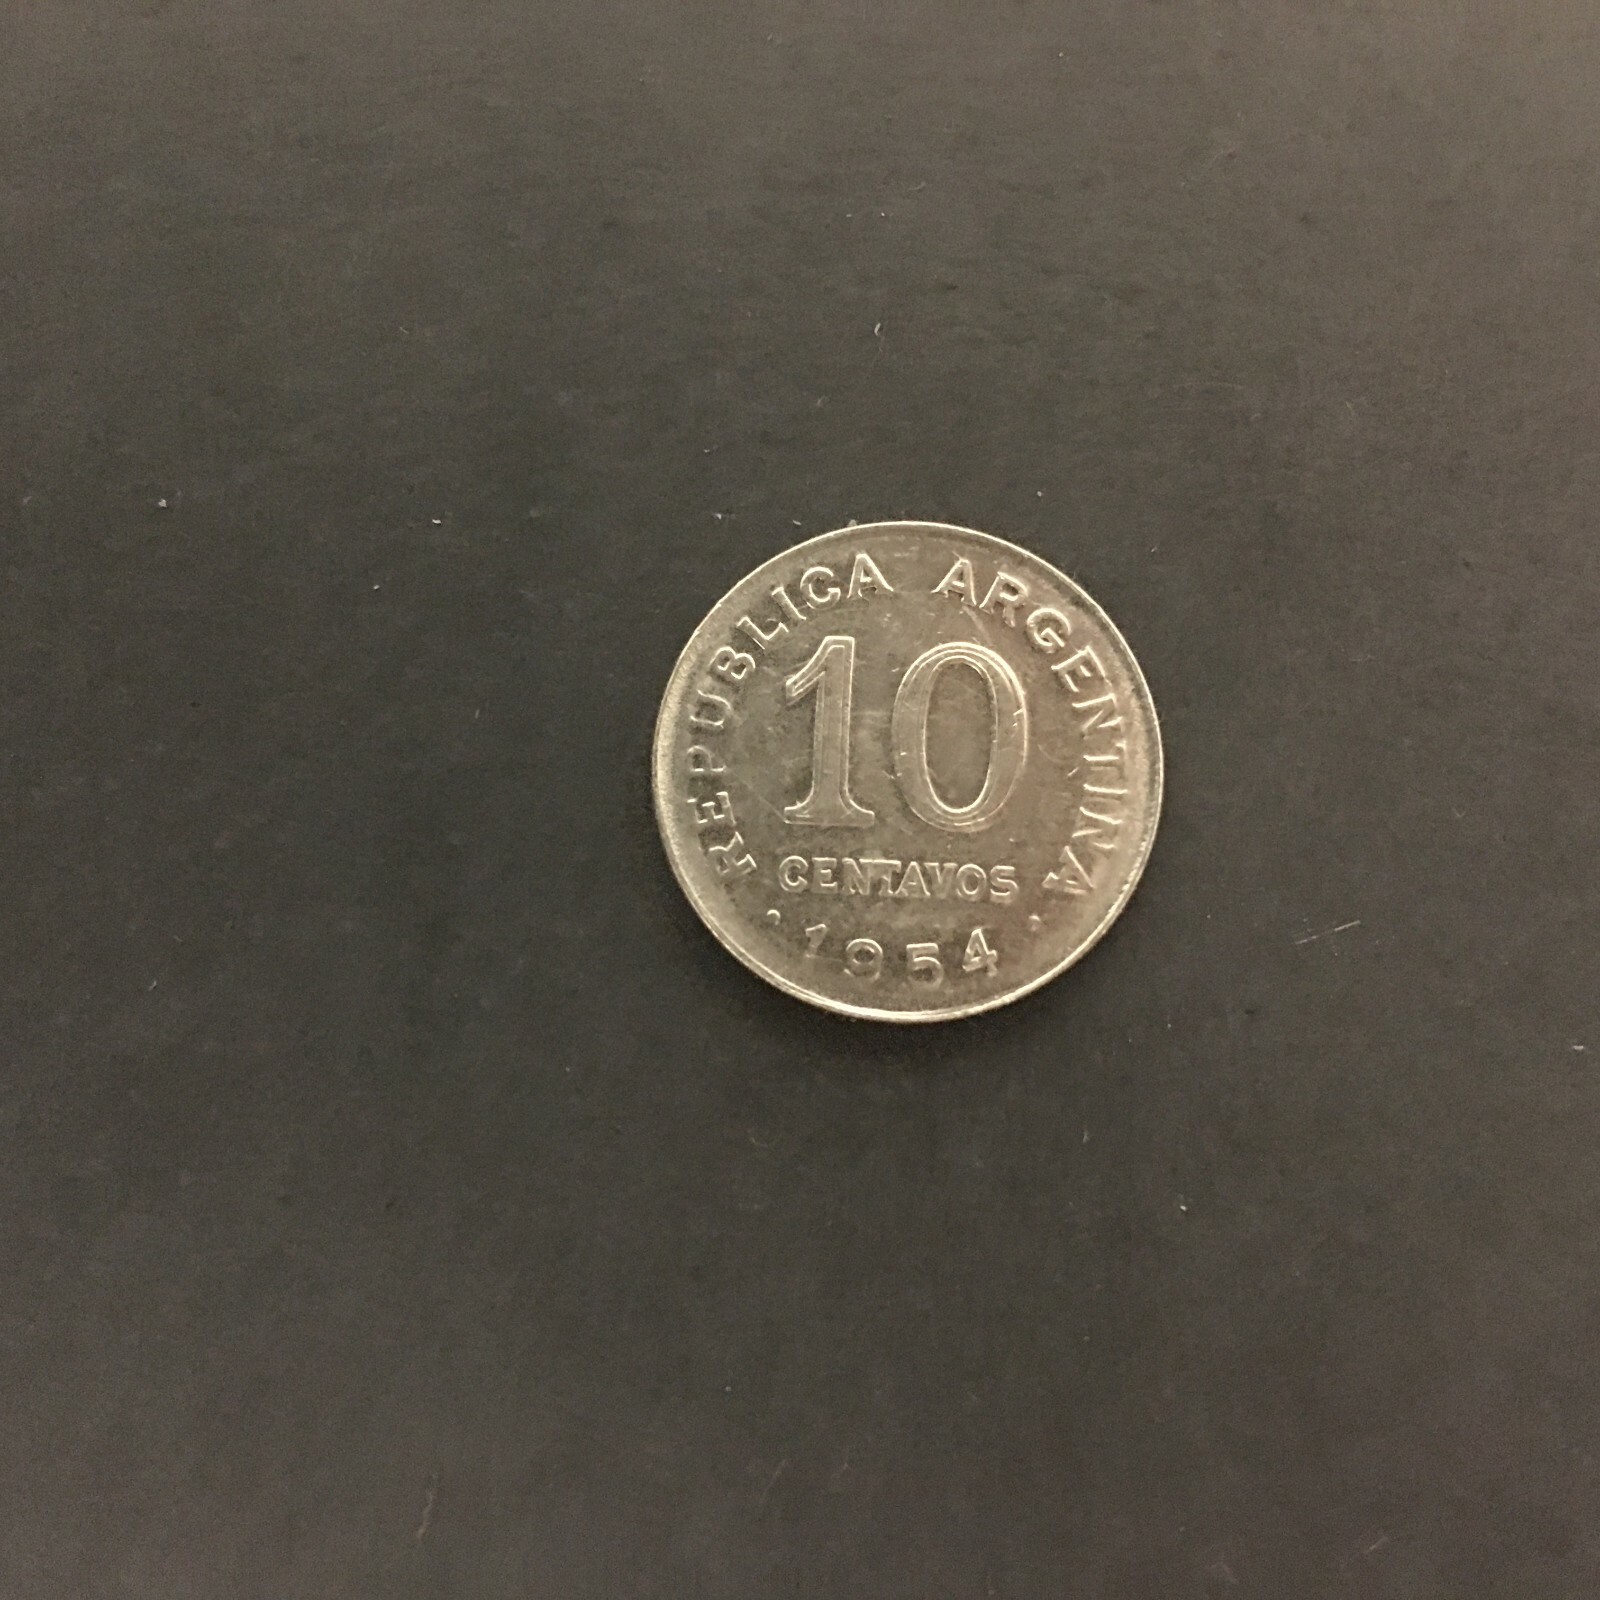 REPUBLICA ARGENTINA
10
CENTAVOS
1954